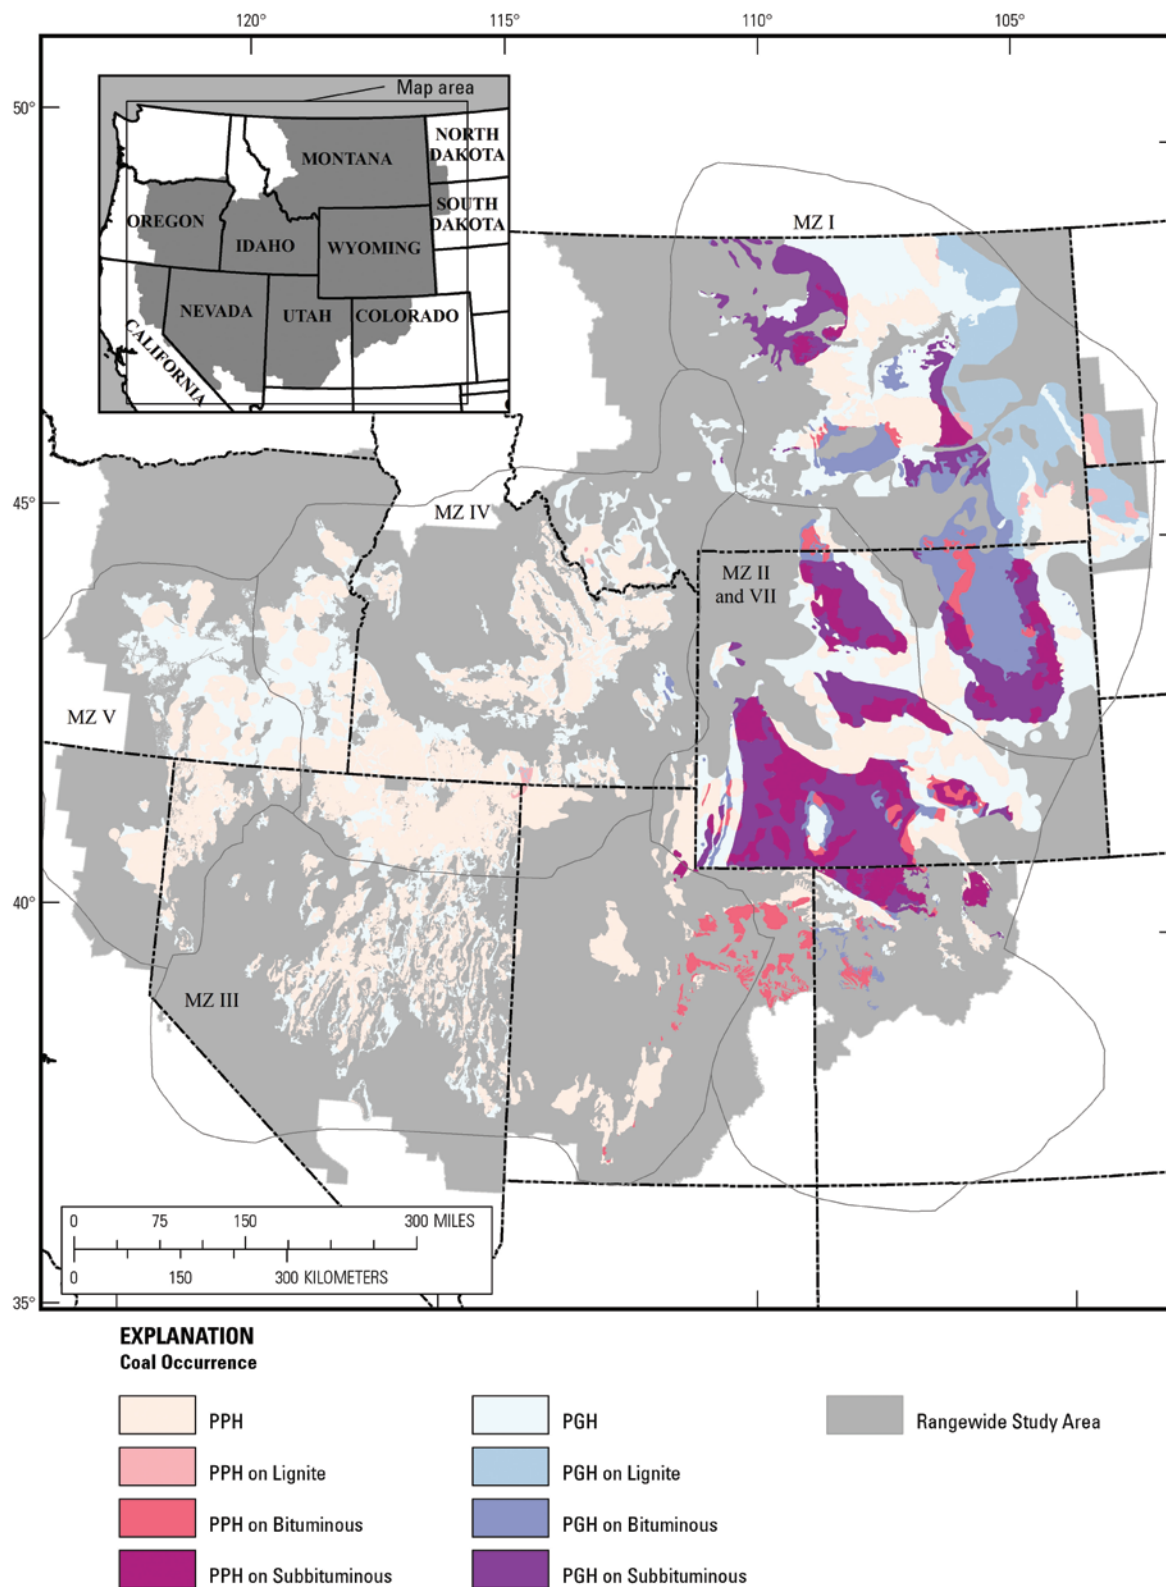 120°
115°
110°
105°
50°
45°
40°
35°
Map area
NORTH
DAKOTA
MONTANA
SOUTH
DAKOTA
OREGON
IDAHO
WYOMING
NEVADA
UTAH
COLORADO
CALIFORNIA
MZ I
MZ IV
MZ II
and VII
MZ V
MZ III
0 75 150 300 MILES
0 150 300 KILOMETERS
EXPLANATION
Coal Occurrence
PPH
PGH
Rangewide Study Area
PPH on Lignite
PGH on Lignite
PPH on Bituminous
PGH on Bituminous
PPH on Subbituminous
PGH on Subbituminous